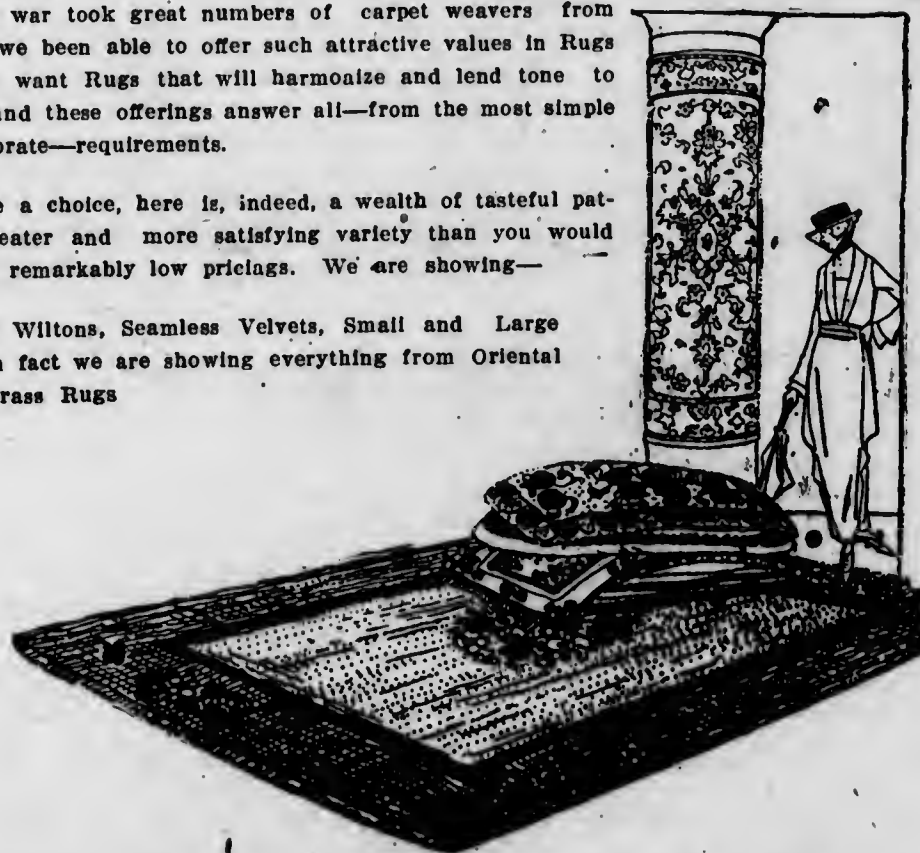 war took great numbers of carpet weavers from
we been able to offer such attractive values in Rugs
want Rugs that will harmonize and lend tone to
and these offerings answer all—from the most simple
orate—requirements.
a choice, here is, indeed, a wealth of tasteful pat-
eater and more satisfying variety than you would
remarkably low pricings. We are showing—
Wiltons, Seamless Velvets, Small and Large
fact we are showing everything from Oriental
rass Rugs